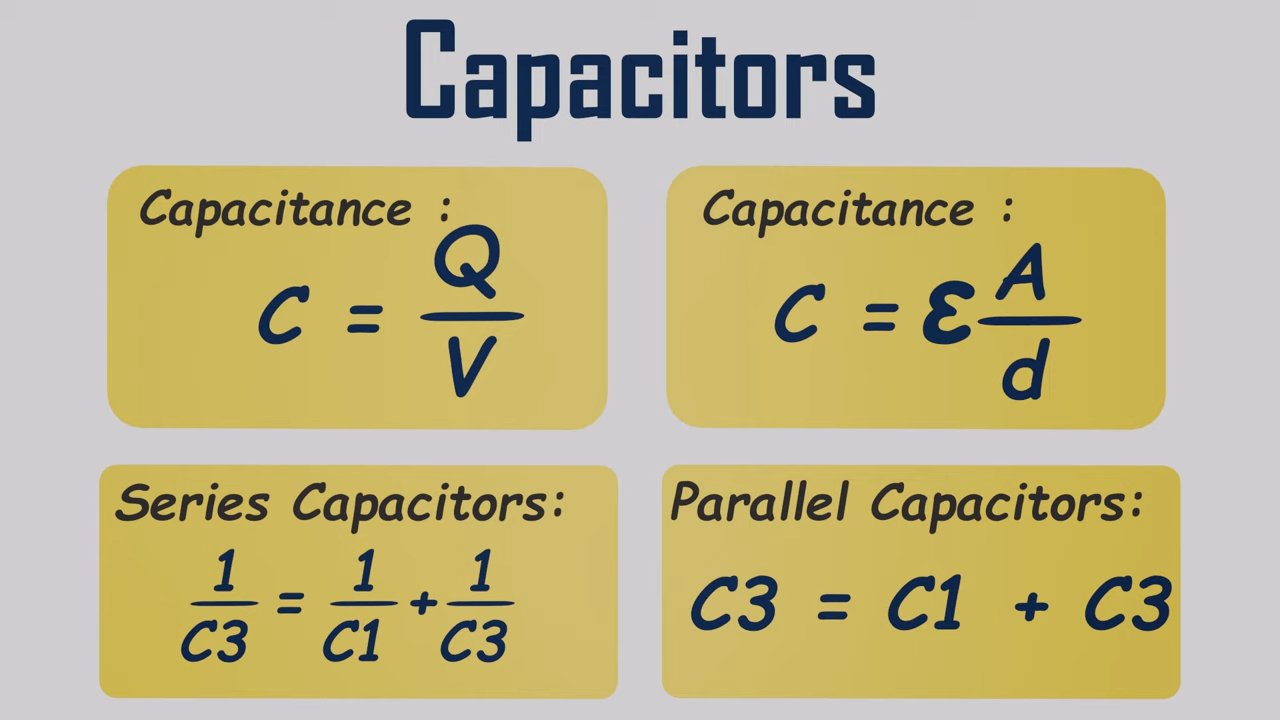 Capacitors
Capacitance :
C = Q/V
Capacitance :
C = ε A/d
Series Capacitors:
1/C3 = 1/C1 + 1/C3
Parallel Capacitors:
C3 = C1 + C3